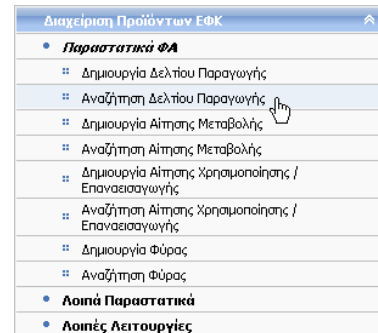 Διαχείριση Προϊόντων ΕΦΚ
Παραστατικά ΦΑ
Δημιουργία Δελτίου Παραγωγής
Αναζήτηση Δελτίου Παραγωγής
Δημιουργία Αίτησης Μεταβολής
Αναζήτηση Αίτησης Μεταβολής
Δημιουργία Αίτησης Χρησιμοποίησης /
Επαναεισαγωγής
Αναζήτηση Αίτησης Χρησιμοποίησης /
Επαναεισαγωγής
Δημιουργία Φύρας
Αναζήτηση Φύρας
Λοιπά Παραστατικά
Λοιπές Λειτουργίες